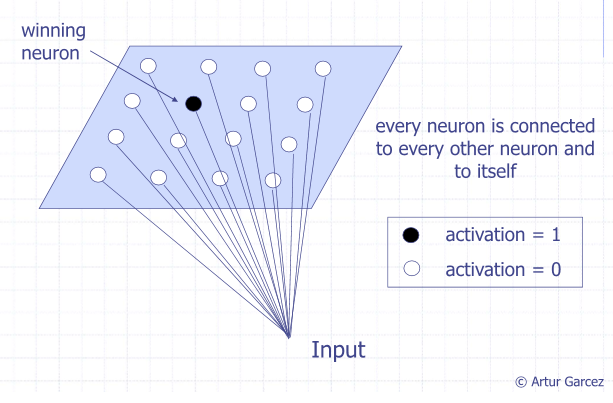 winning
neuron
every neuron is connected
to every other neuron and
to itself
activation = 1
activation = 0
Input
© Artur Garcez